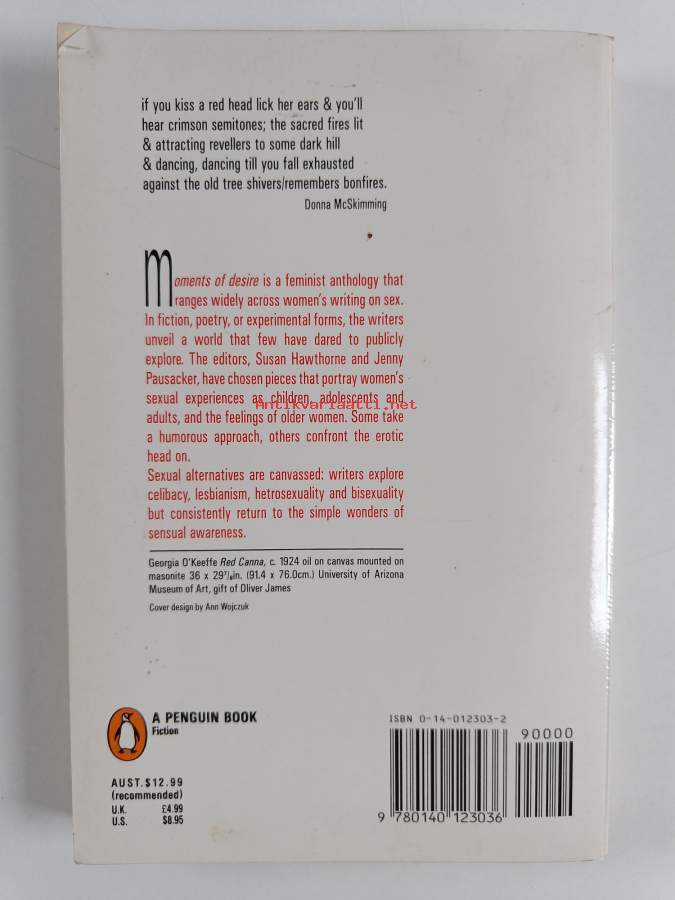 if you kiss a red head lick her ears & you'll
hear crimson semitones; the sacred fires lit
& attracting revellers to some dark hill
& dancing, dancing till you fall exhausted
against the old tree shivers/remembers bonfires.
Donna McSkimming
Moments of desire is a feminist anthology that
ranges widely across women's writing on sex.
In fiction, poetry, or experimental forms, the writers
unveil a world that few have dared to publicly
explore. The editors, Susan Hawthorne and Jenny
Pausacker, have chosen pieces that portray women's
sexual experiences as children, adolescents and
Antikvariaatti.net
adults, and the feelings of older women. Some take
a humorous approach, others confront the erotic
head on.
Sexual alternatives are canvassed: writers explore
celibacy, lesbianism, hetrosexuality and bisexuality
but consistently return to the simple wonders of
sensual awareness.
Georgia O'Keeffe Red Canna, c. 1924 oil on canvas mounted on
masonite 36 x 29⁷/₈in. (91.4 x 76.0cm.) University of Arizona
Museum of Art, gift of Oliver James
Cover design by Ann Wojczuk
A PENGUIN BOOK
Fiction
AUST.$12.99
(recommended)
U.K. £4.99
U.S. $8.95
ISBN 0-14-012303-2
90000
9 780140 123036